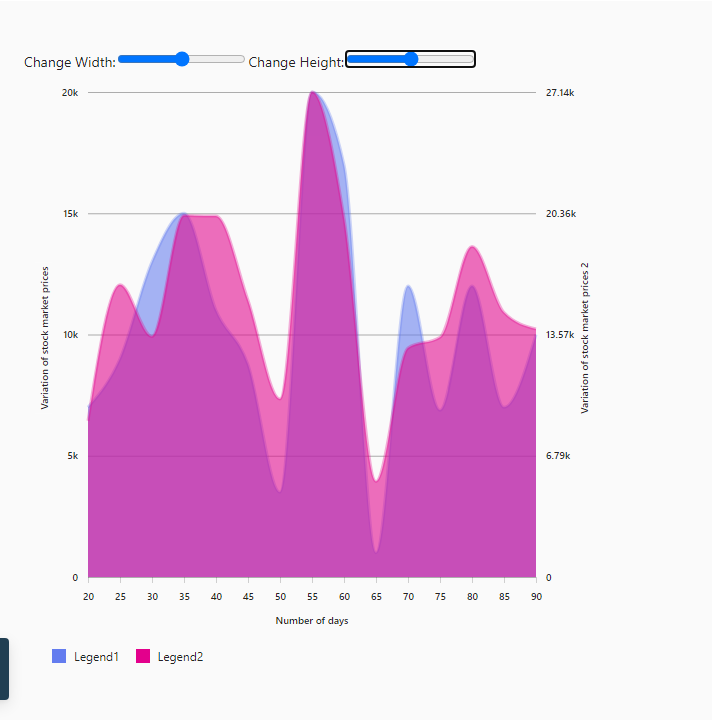 Change Width: Change Height:
20k 27.14k
15k 20.36k
Variation of stock market prices
Variation of stock market prices 2
10k 13.57k
5k 6.79k
0 0
20 25 30 35 40 45 50 55 60 65 70 75 80 85 90
Number of days
Legend1 Legend2